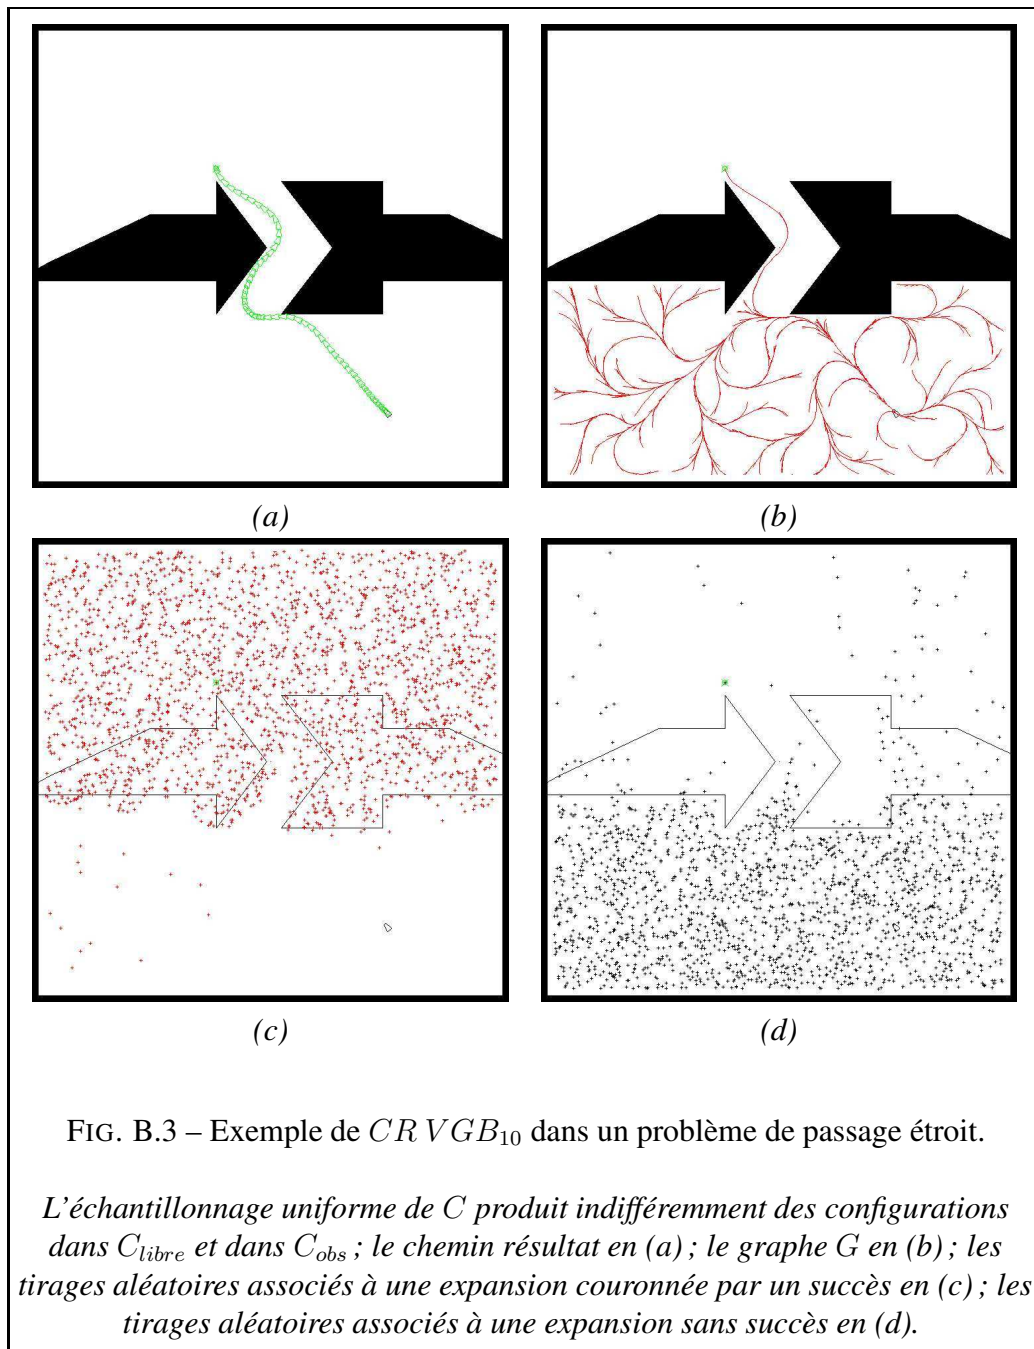 (a)
(b)
(c)
(d)
FIG. B.3 – Exemple de CRVGB₁₀ dans un problème de passage étroit.
L'échantillonnage uniforme de C produit indifféremment des configurations
dans C_libre et dans C_obs ; le chemin résultat en (a) ; le graphe G en (b) ; les
tirages aléatoires associés à une expansion couronnée par un succès en (c) ; les
tirages aléatoires associés à une expansion sans succès en (d).